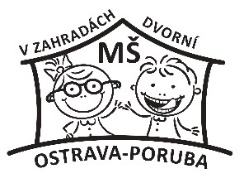 V ZAHRADÁCH DVORNÍ
MŠ
OSTRAVA-PORUBA